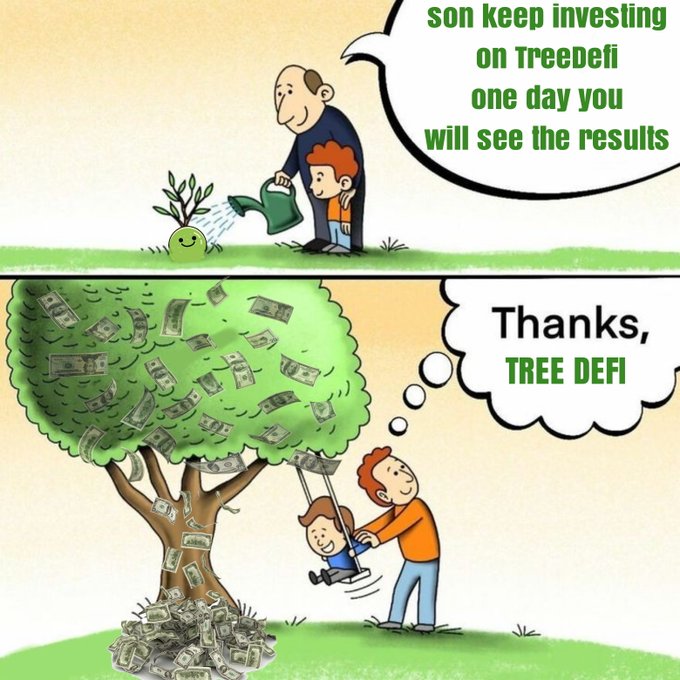 son keep investing
on TreeDefi
one day you
will see the results
Thanks,
TREE DEFI